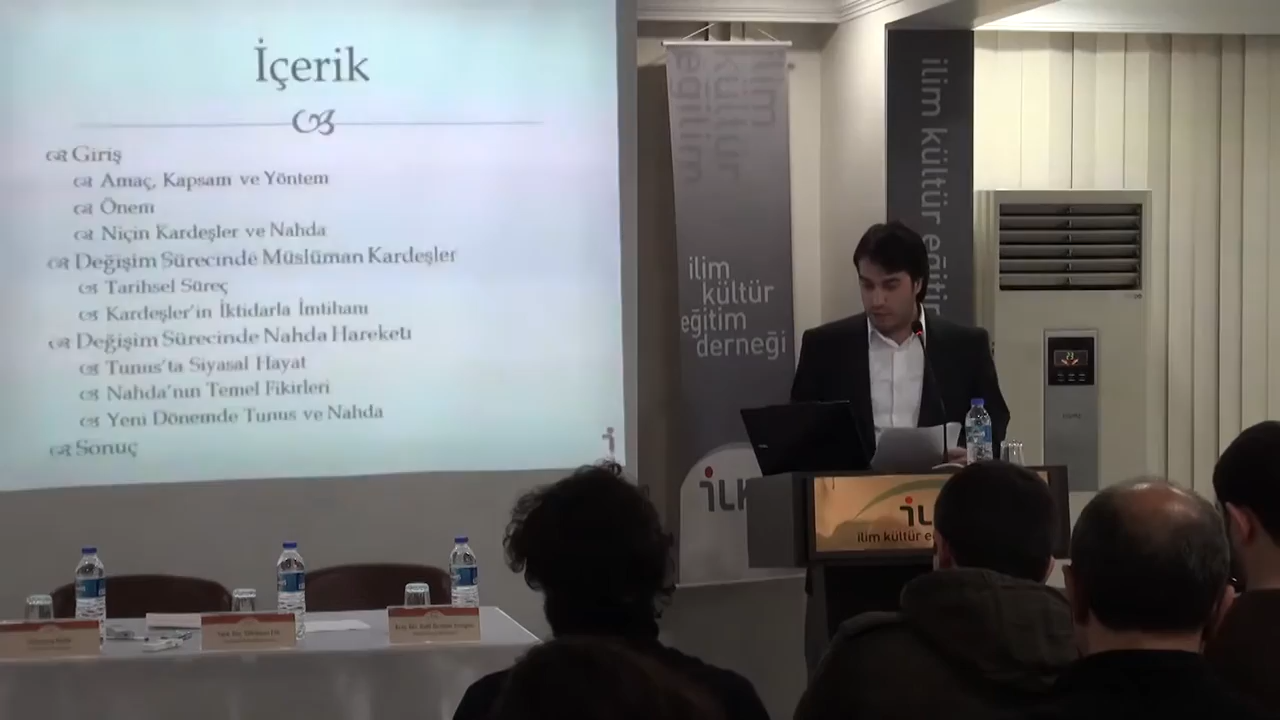 İçerik
Giriş
Amaç, Kapsam ve Yöntem
Önem
Niçin Kardeşler ve Nahda
Değişim Sürecinde Müslüman Kardeşler
Tarihsel Süreç
Kardeşler'in İktidarla İmtihanı
Değişim Sürecinde Nahda Hareketi
Tunus'ta Siyasal Hayat
Nahda'nın Temel Fikirleri
Yeni Dönemde Tunus ve Nahda
Sonuç
ilim
kültür
eğitim
ilim
kültür
eğitim
derneği
İLK
ilim kültür eğitim
23
İL
ilim kültür e